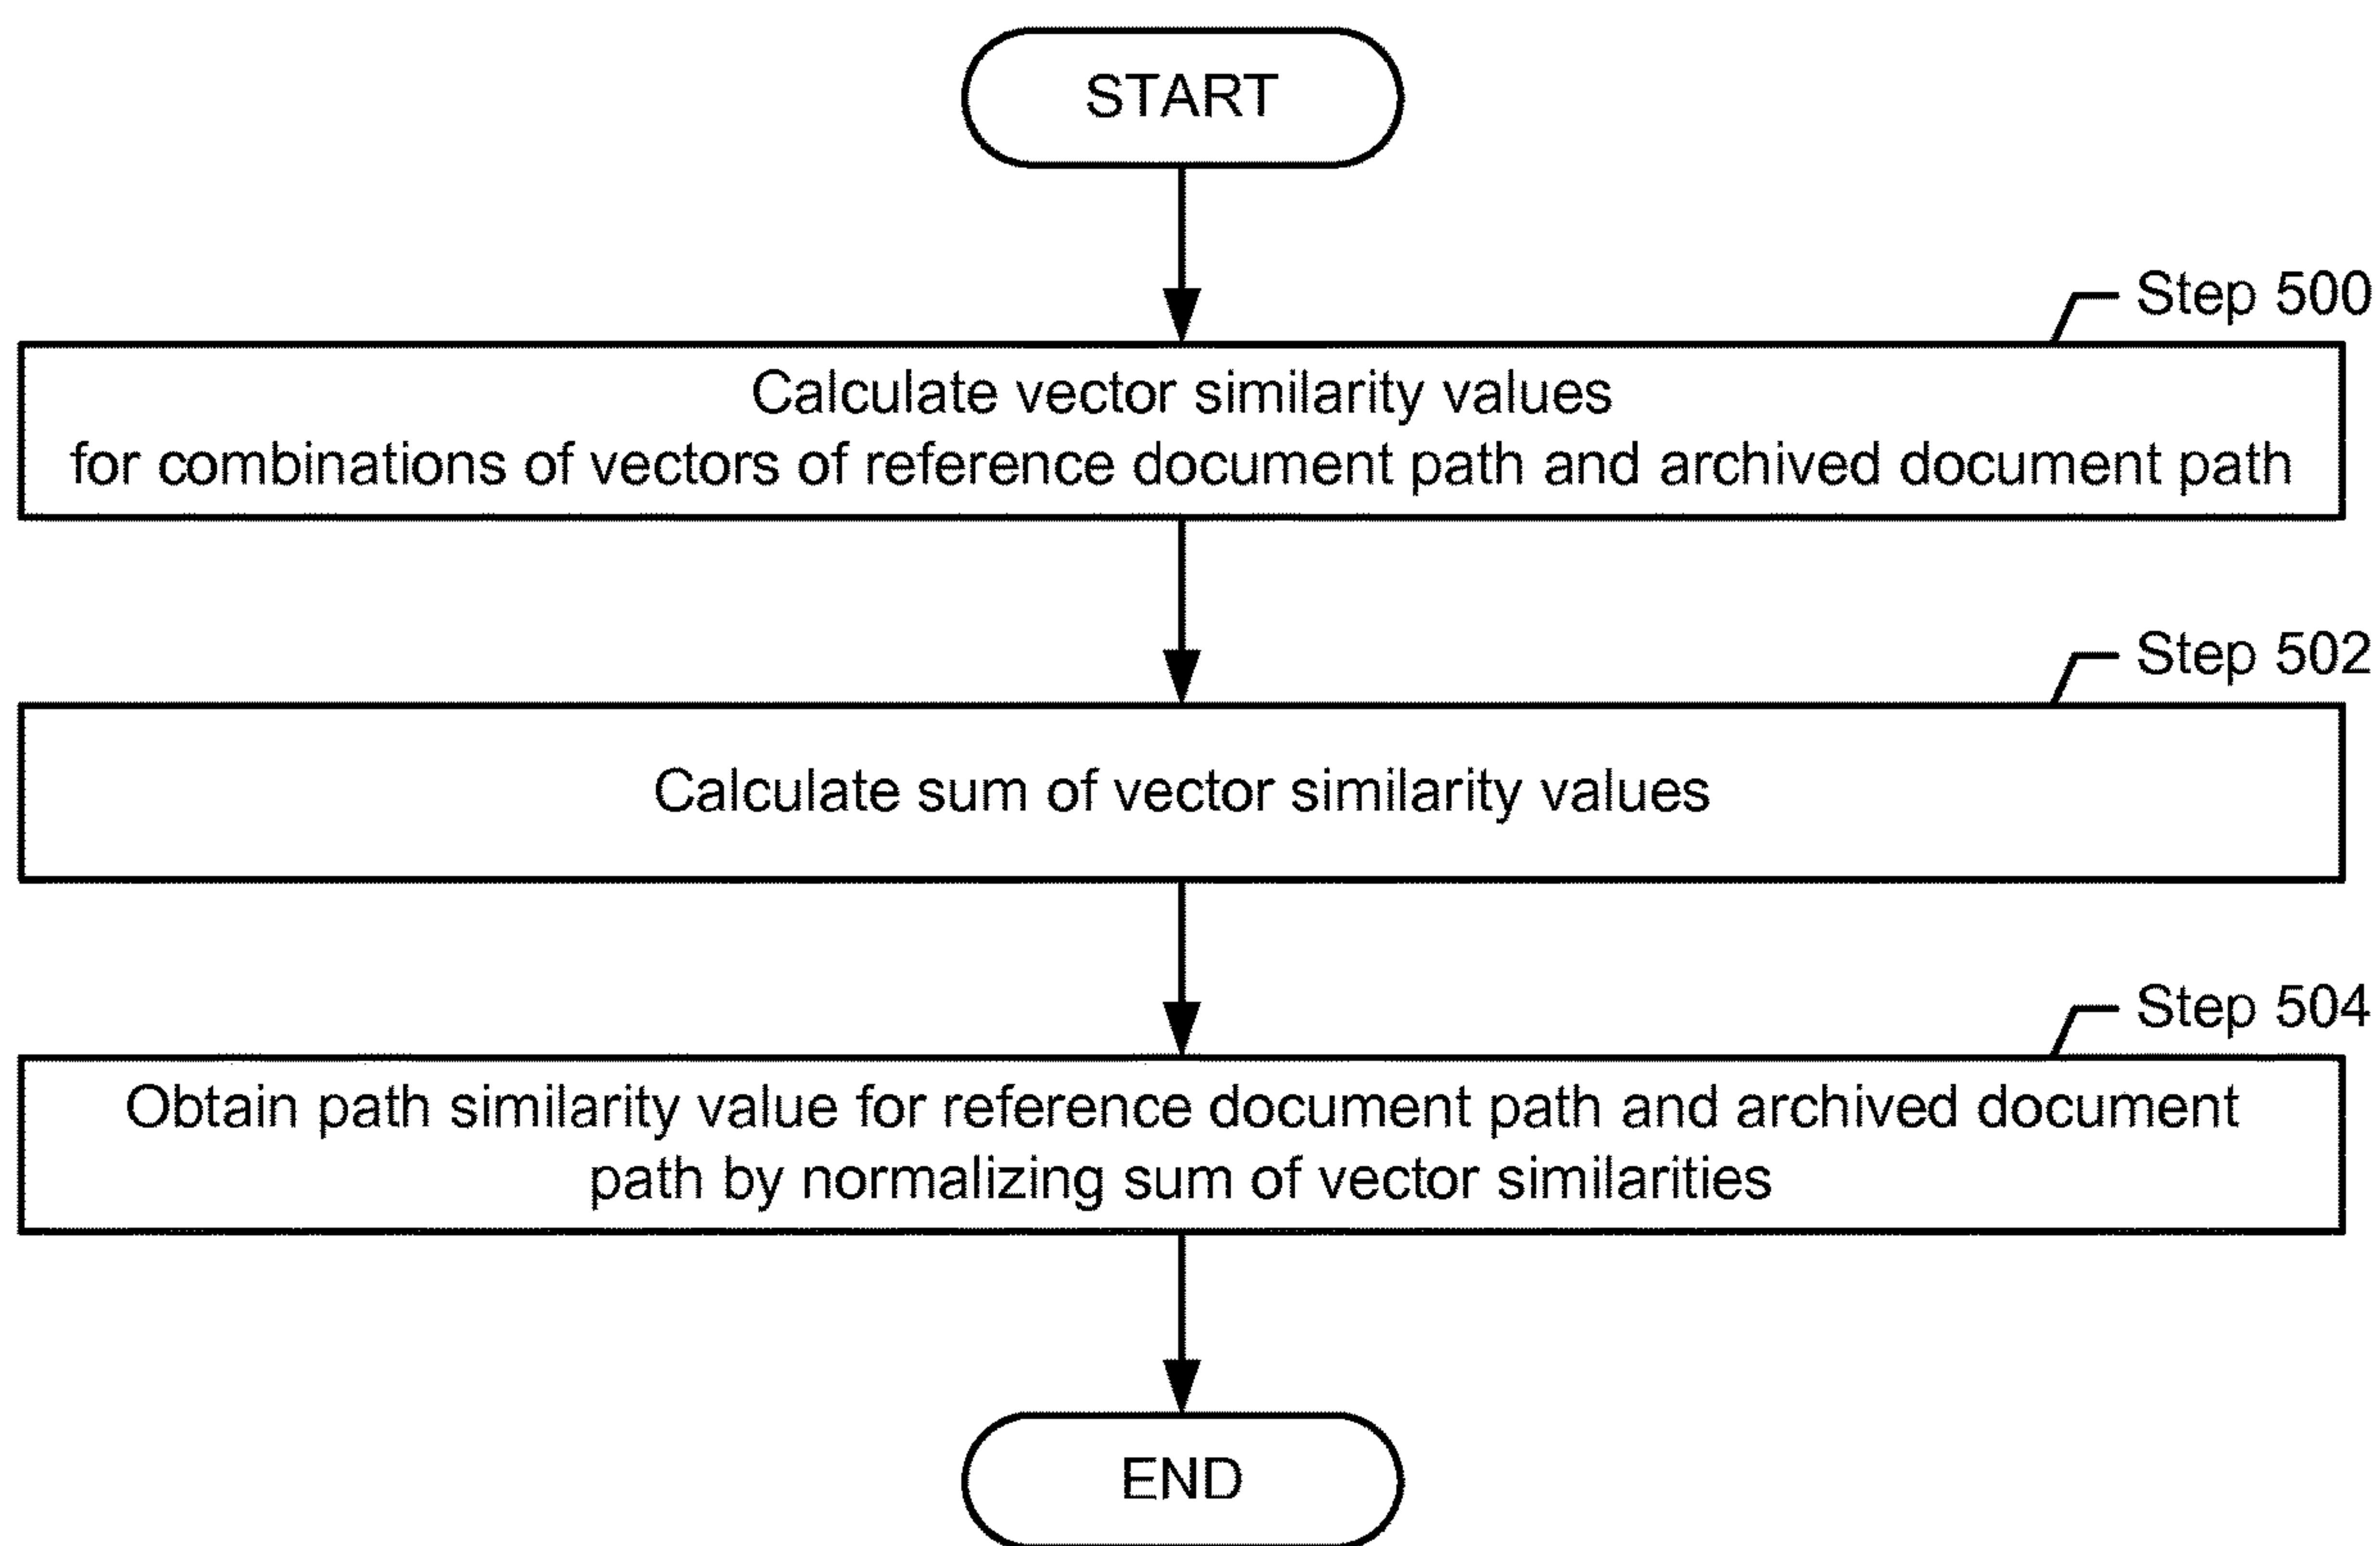 START
Step 500
Calculate vector similarity values
for combinations of vectors of reference document path and archived document path
Step 502
Calculate sum of vector similarity values
Step 504
Obtain path similarity value for reference document path and archived document
path by normalizing sum of vector similarities
END